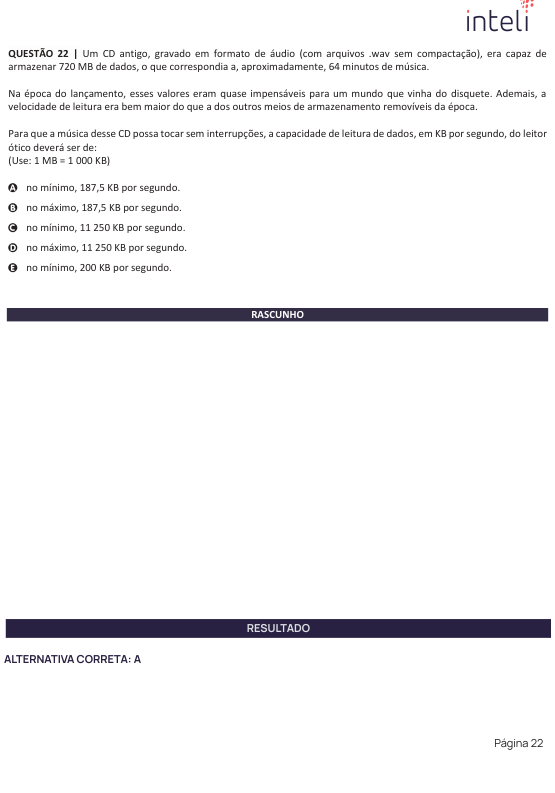 inteli
QUESTÃO 22 | Um CD antigo, gravado em formato de áudio (com arquivos .wav sem compactação), era capaz de
armazenar 720 MB de dados, o que correspondia a, aproximadamente, 64 minutos de música.
Na época do lançamento, esses valores eram quase impensáveis para um mundo que vinha do disquete. Ademais, a
velocidade de leitura era bem maior do que a dos outros meios de armazenamento removíveis da época.
Para que a música desse CD possa tocar sem interrupções, a capacidade de leitura de dados, em KB por segundo, do leitor
ótico deverá ser de:
(Use: 1 MB = 1 000 KB)
A no mínimo, 187,5 KB por segundo.
B no máximo, 187,5 KB por segundo.
C no mínimo, 11 250 KB por segundo.
D no máximo, 11 250 KB por segundo.
E no mínimo, 200 KB por segundo.
RASCUNHO
RESULTADO
ALTERNATIVA CORRETA: A
Página 22